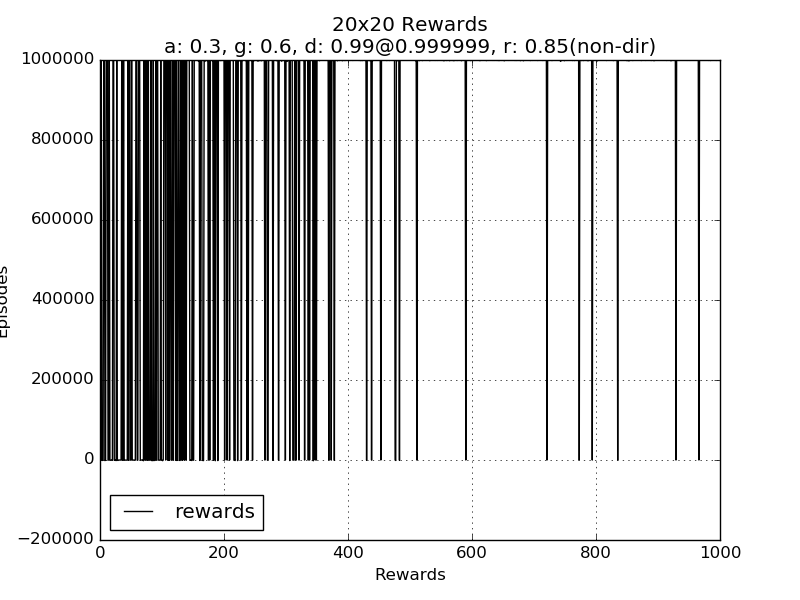 20x20 Rewards
a: 0.3, g: 0.6, d: 0.99@0.999999, r: 0.85(non-dir)
1000000
800000
600000
400000
200000
0
−200000
Episodes
rewards
0 200 400 600 800 1000
Rewards